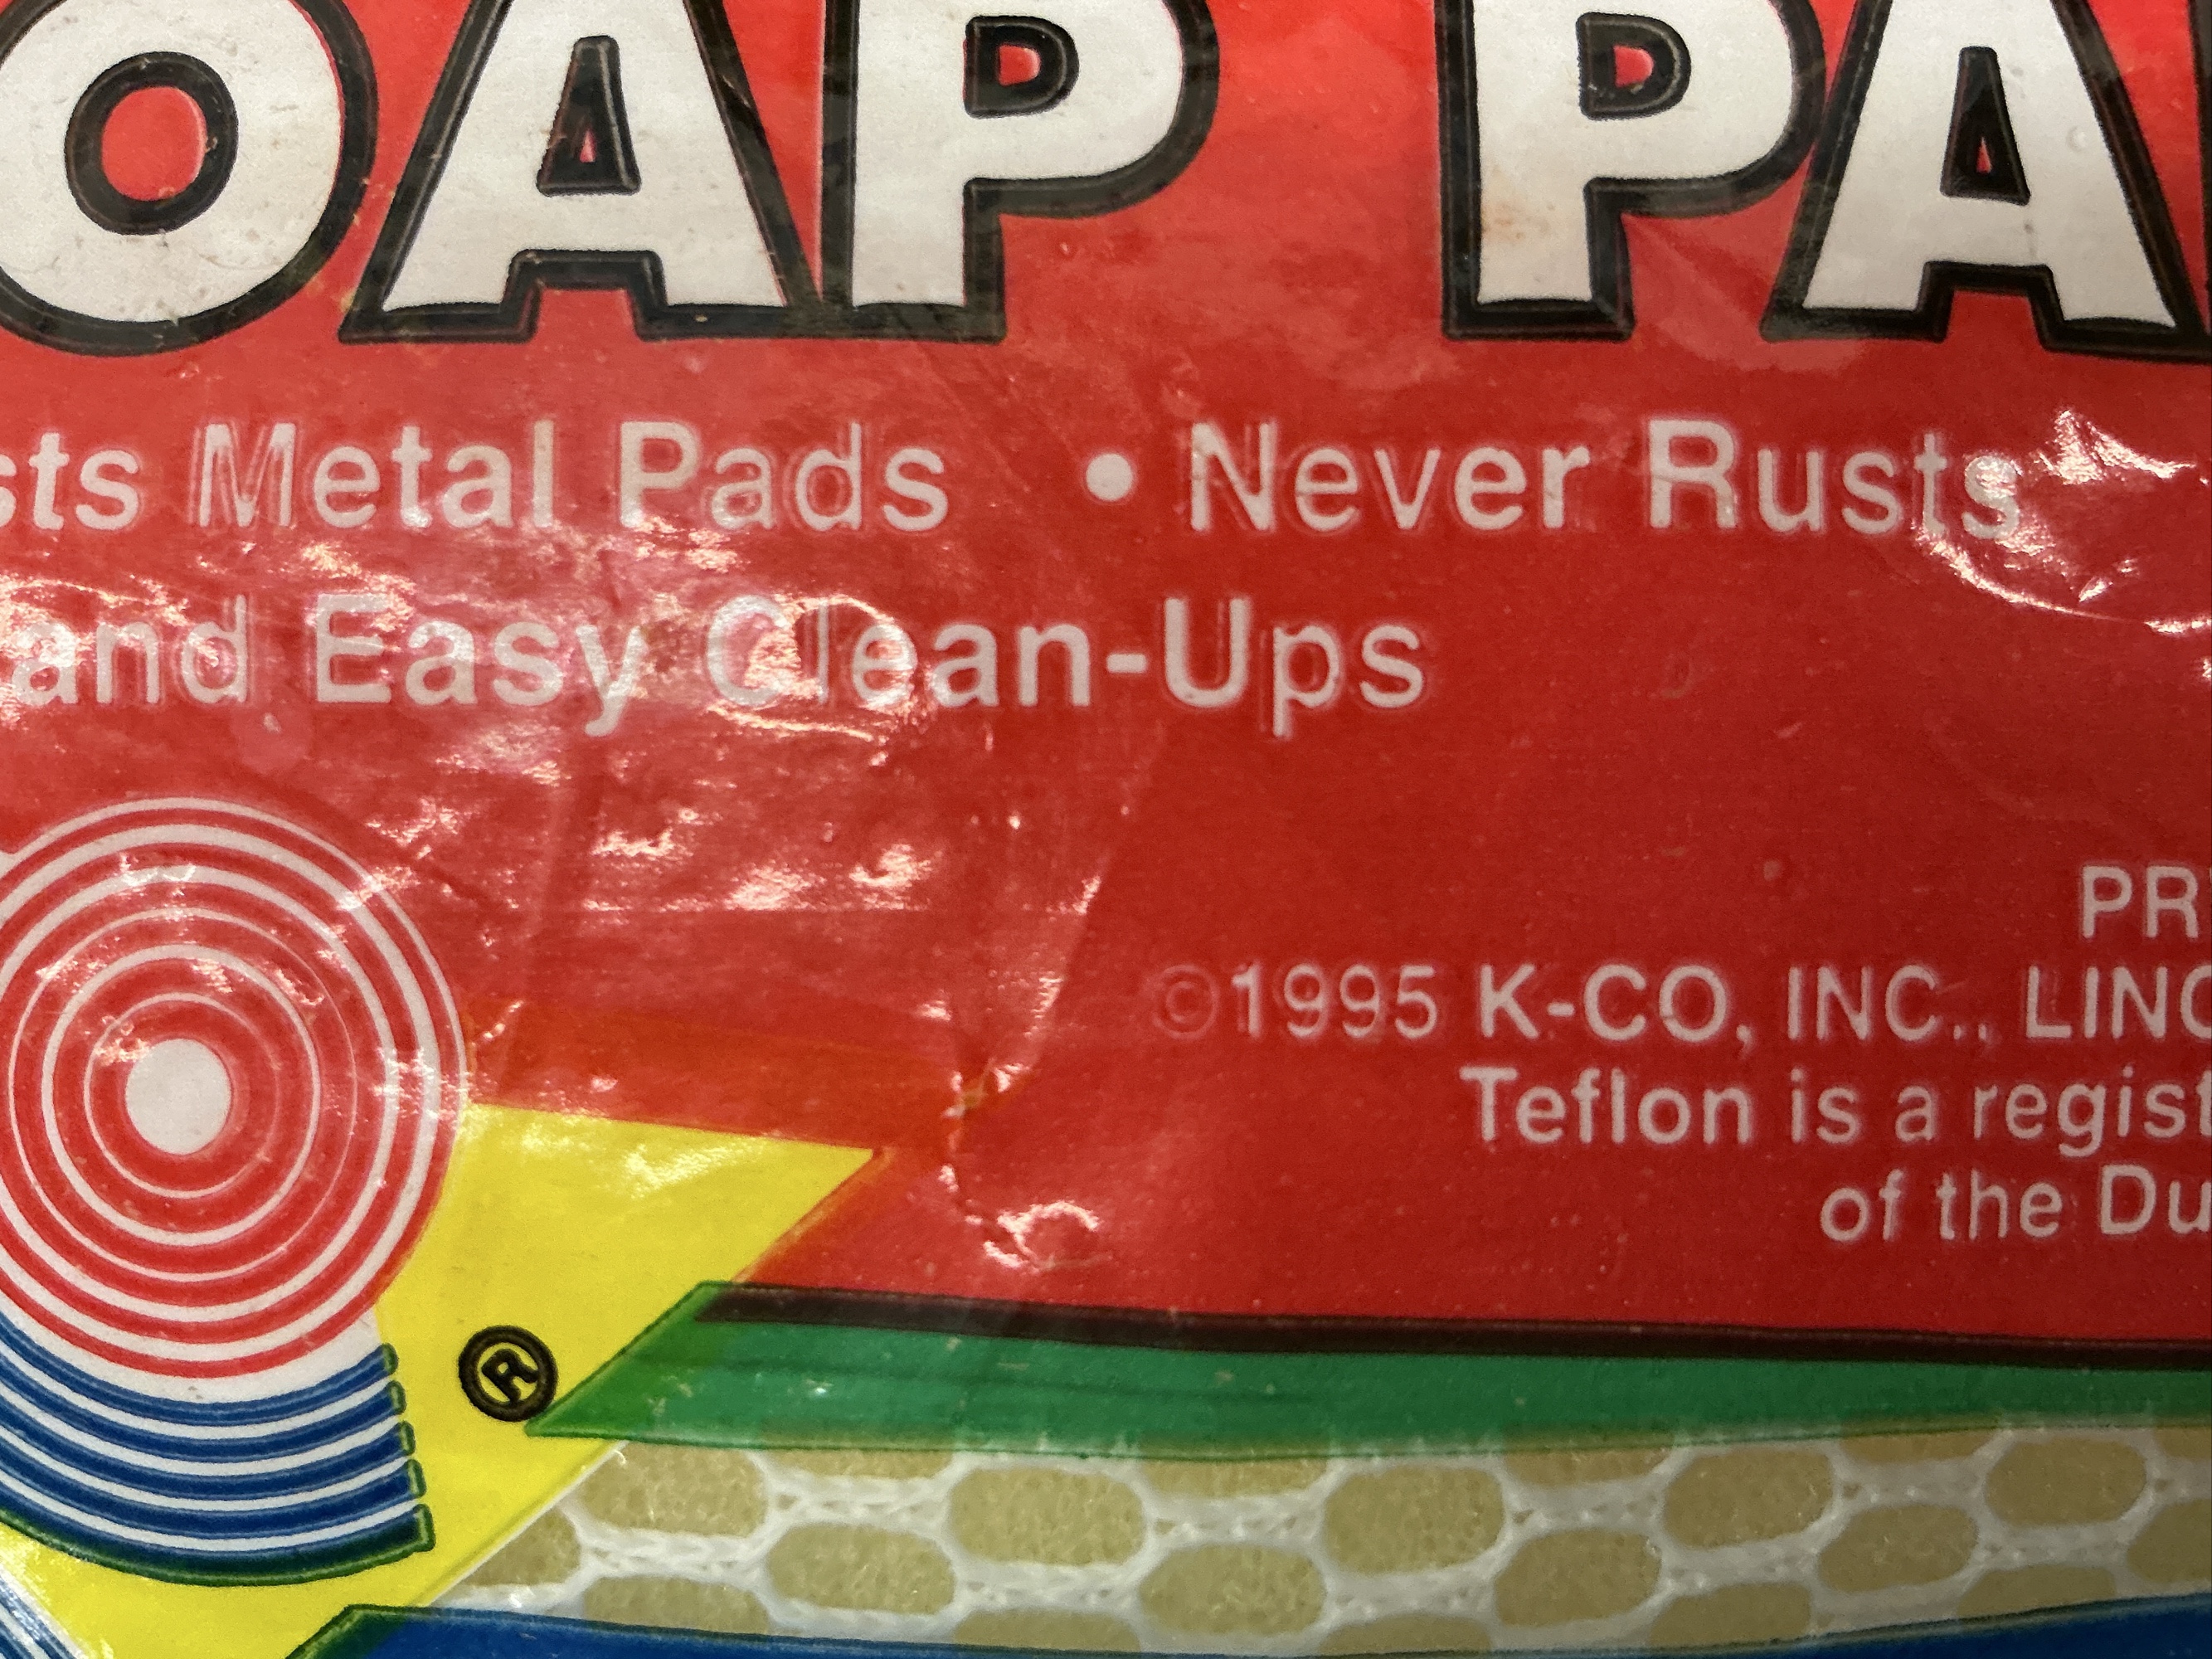 OAP PA
sts Metal Pads • Never Rusts
and Easy Clean-Ups
PR
©1995 K-CO, INC., LINC
Teflon is a regist
of the Du
®